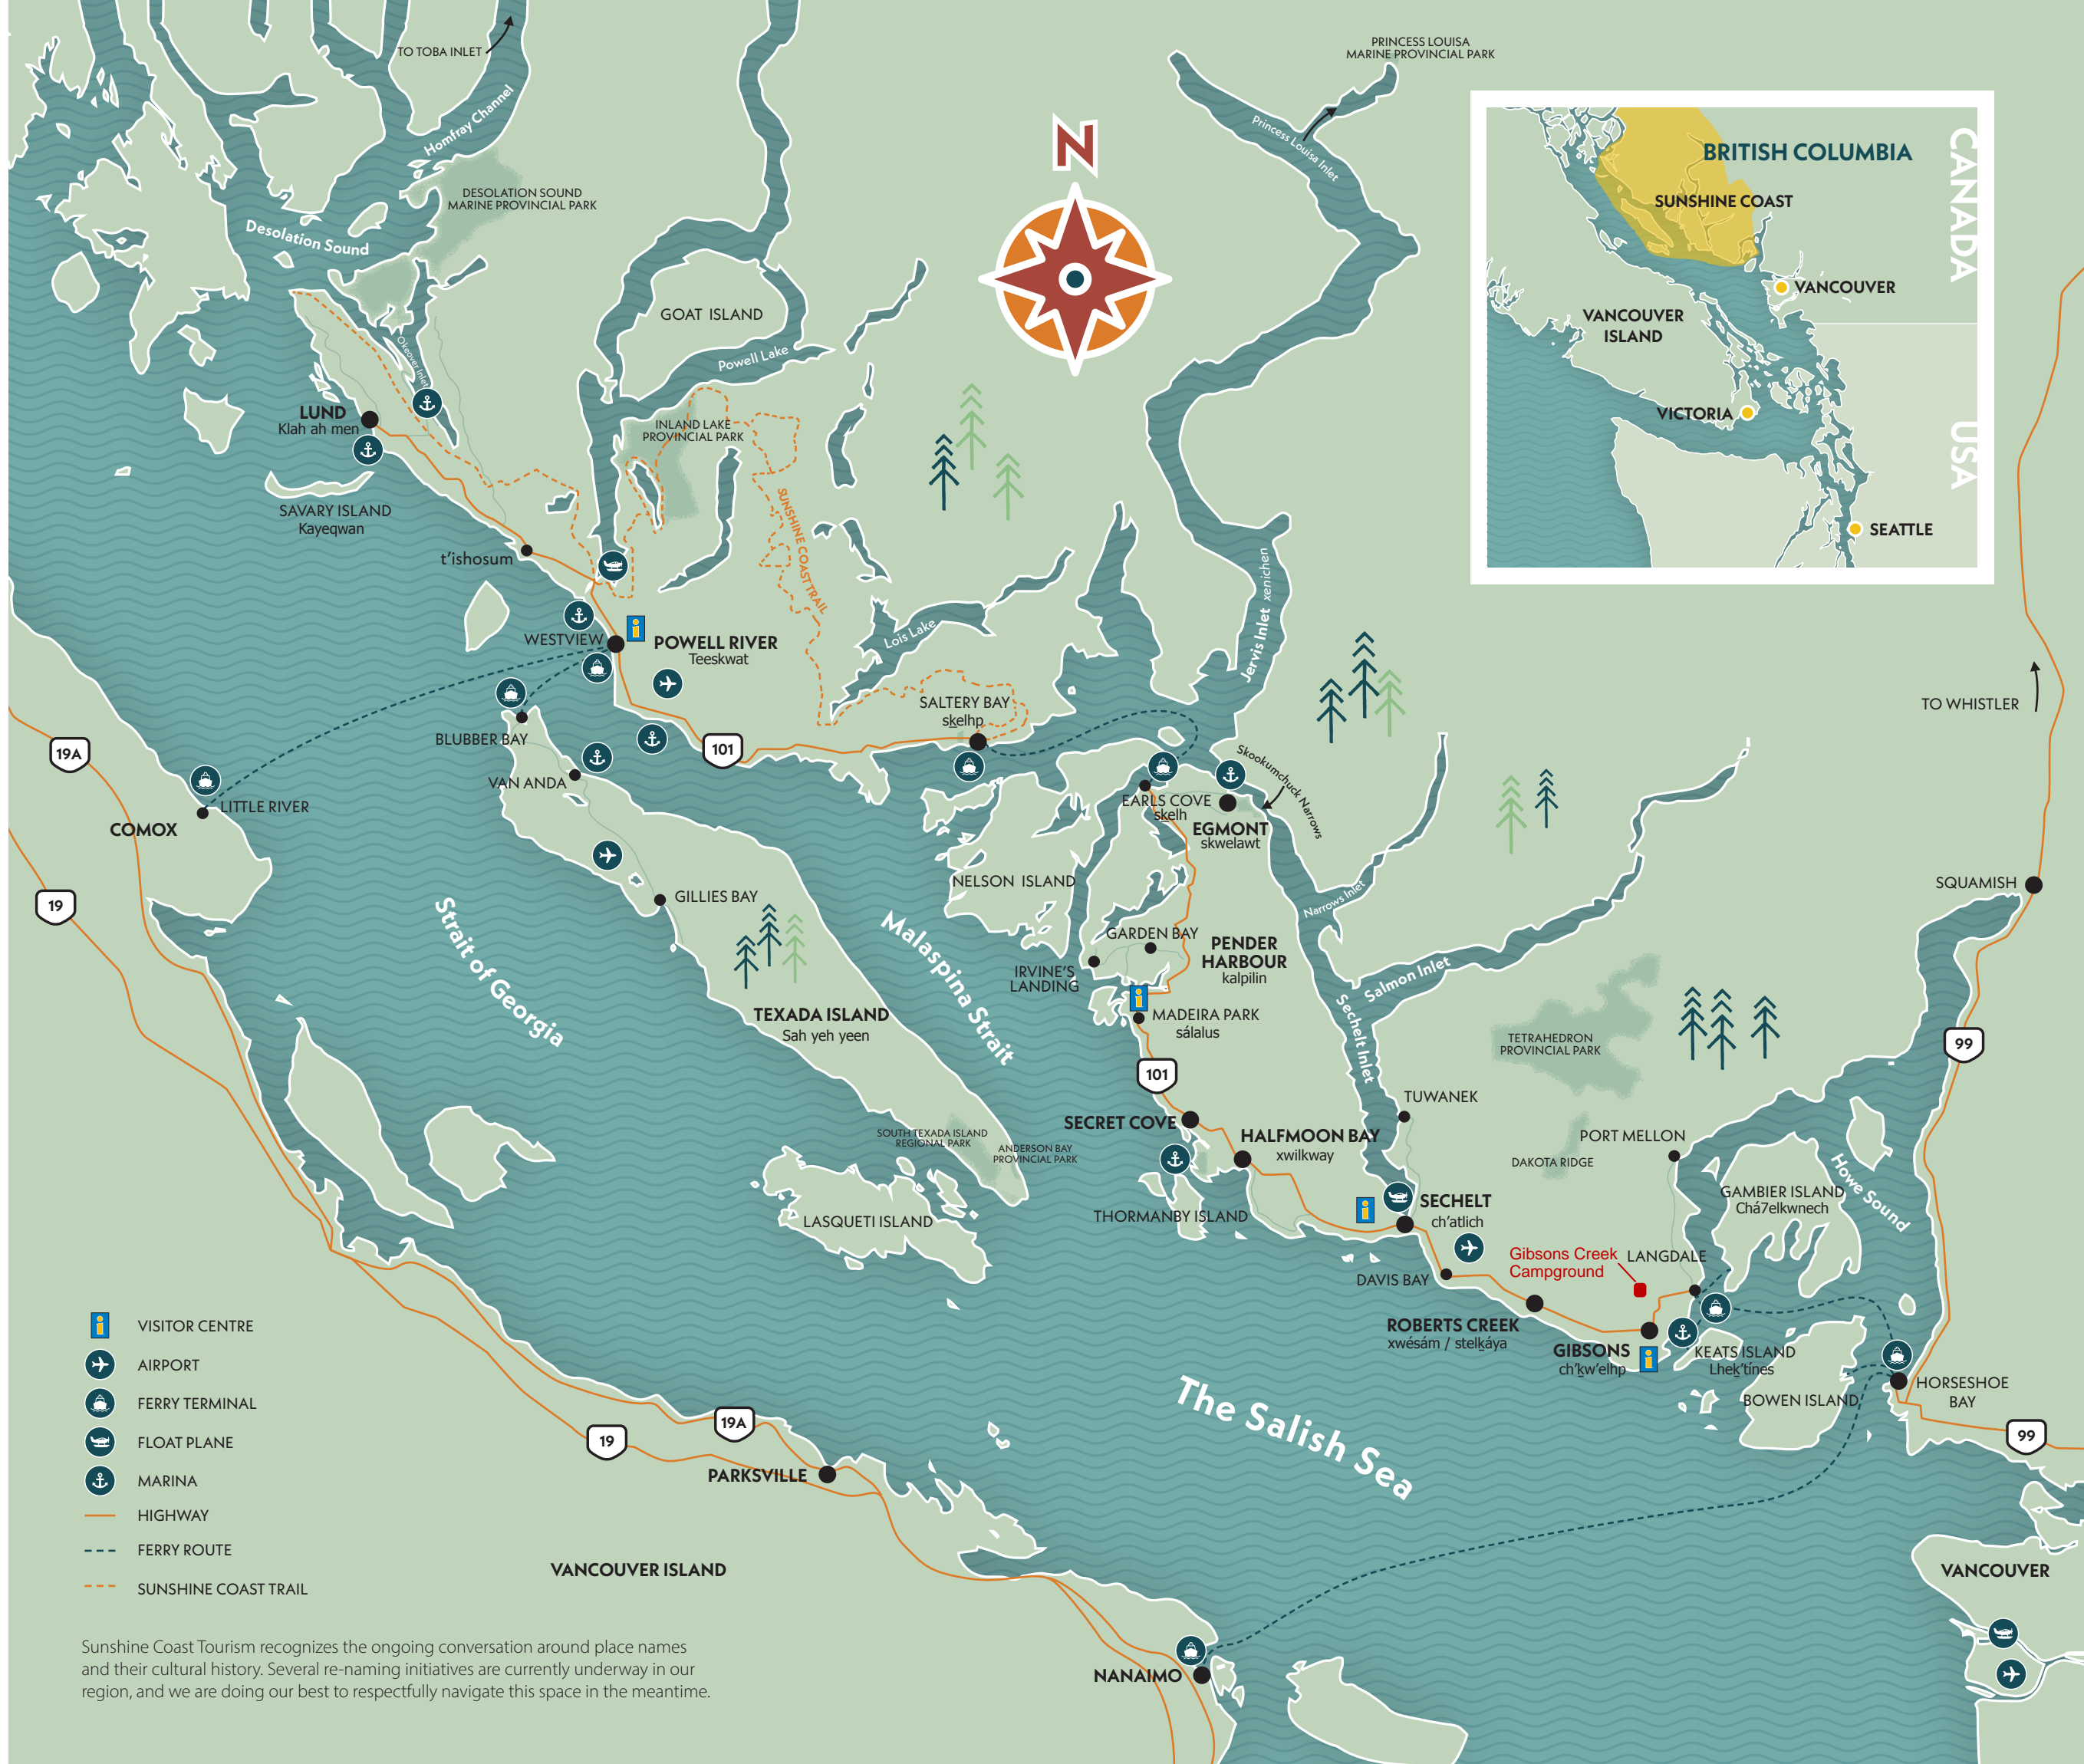 TO TOBA INLET
Homfray Channel
DESOLATION SOUND
MARINE PROVINCIAL PARK
Desolation Sound
Okeover Inlet
LUND
Klah ah men
SAVARY ISLAND
Kayeqwan
t'ishosum
GOAT ISLAND
Powell Lake
INLAND LAKE
PROVINCIAL PARK
SUNSHINE COAST TRAIL
WESTVIEW
POWELL RIVER
Teeskwat
Lois Lake
SALTERY BAY
skelhp
N
PRINCESS LOUISA
MARINE PROVINCIAL PARK
Princess Louisa Inlet
Jervis Inlet xenichen
BRITISH COLUMBIA
CANADA
SUNSHINE COAST
VANCOUVER
VANCOUVER
ISLAND
VICTORIA
USA
SEATTLE
TO WHISTLER
BLUBBER BAY
VAN ANDA
101
19A
LITTLE RIVER
COMOX
19
GILLIES BAY
Strait of Georgia
Malaspina Strait
TEXADA ISLAND
Sah yeh yeen
SOUTH TEXADA ISLAND
REGIONAL PARK
ANDERSON BAY
PROVINCIAL PARK
LASQUETI ISLAND
EARLS COVE
skelh
EGMONT
skwelawt
Skookumchuck Narrows
NELSON ISLAND
Narrows Inlet
GARDEN BAY
PENDER
HARBOUR
kalpilin
IRVINE'S
LANDING
MADEIRA PARK
sálalus
Salmon Inlet
Sechelt Inlet
101
SECRET COVE
HALFMOON BAY
xwilkway
THORMANBY ISLAND
TUWANEK
TETRAHEDRON
PROVINCIAL PARK
DAKOTA RIDGE
PORT MELLON
SECHELT
ch'atlich
DAVIS BAY
Gibsons Creek
Campground
LANGDALE
ROBERTS CREEK
xwésám / stelḵáya
GIBSONS
ch'ḵw'elhp
GAMBIER ISLAND
Chá7elkwnech
Howe Sound
KEATS ISLAND
Lheḵ'tínes
BOWEN ISLAND
HORSESHOE
BAY
SQUAMISH
99
99
The Salish Sea
VANCOUVER
VISITOR CENTRE
AIRPORT
FERRY TERMINAL
FLOAT PLANE
MARINA
HIGHWAY
FERRY ROUTE
SUNSHINE COAST TRAIL
19
19A
PARKSVILLE
VANCOUVER ISLAND
NANAIMO
Sunshine Coast Tourism recognizes the ongoing conversation around place names
and their cultural history. Several re-naming initiatives are currently underway in our
region, and we are doing our best to respectfully navigate this space in the meantime.